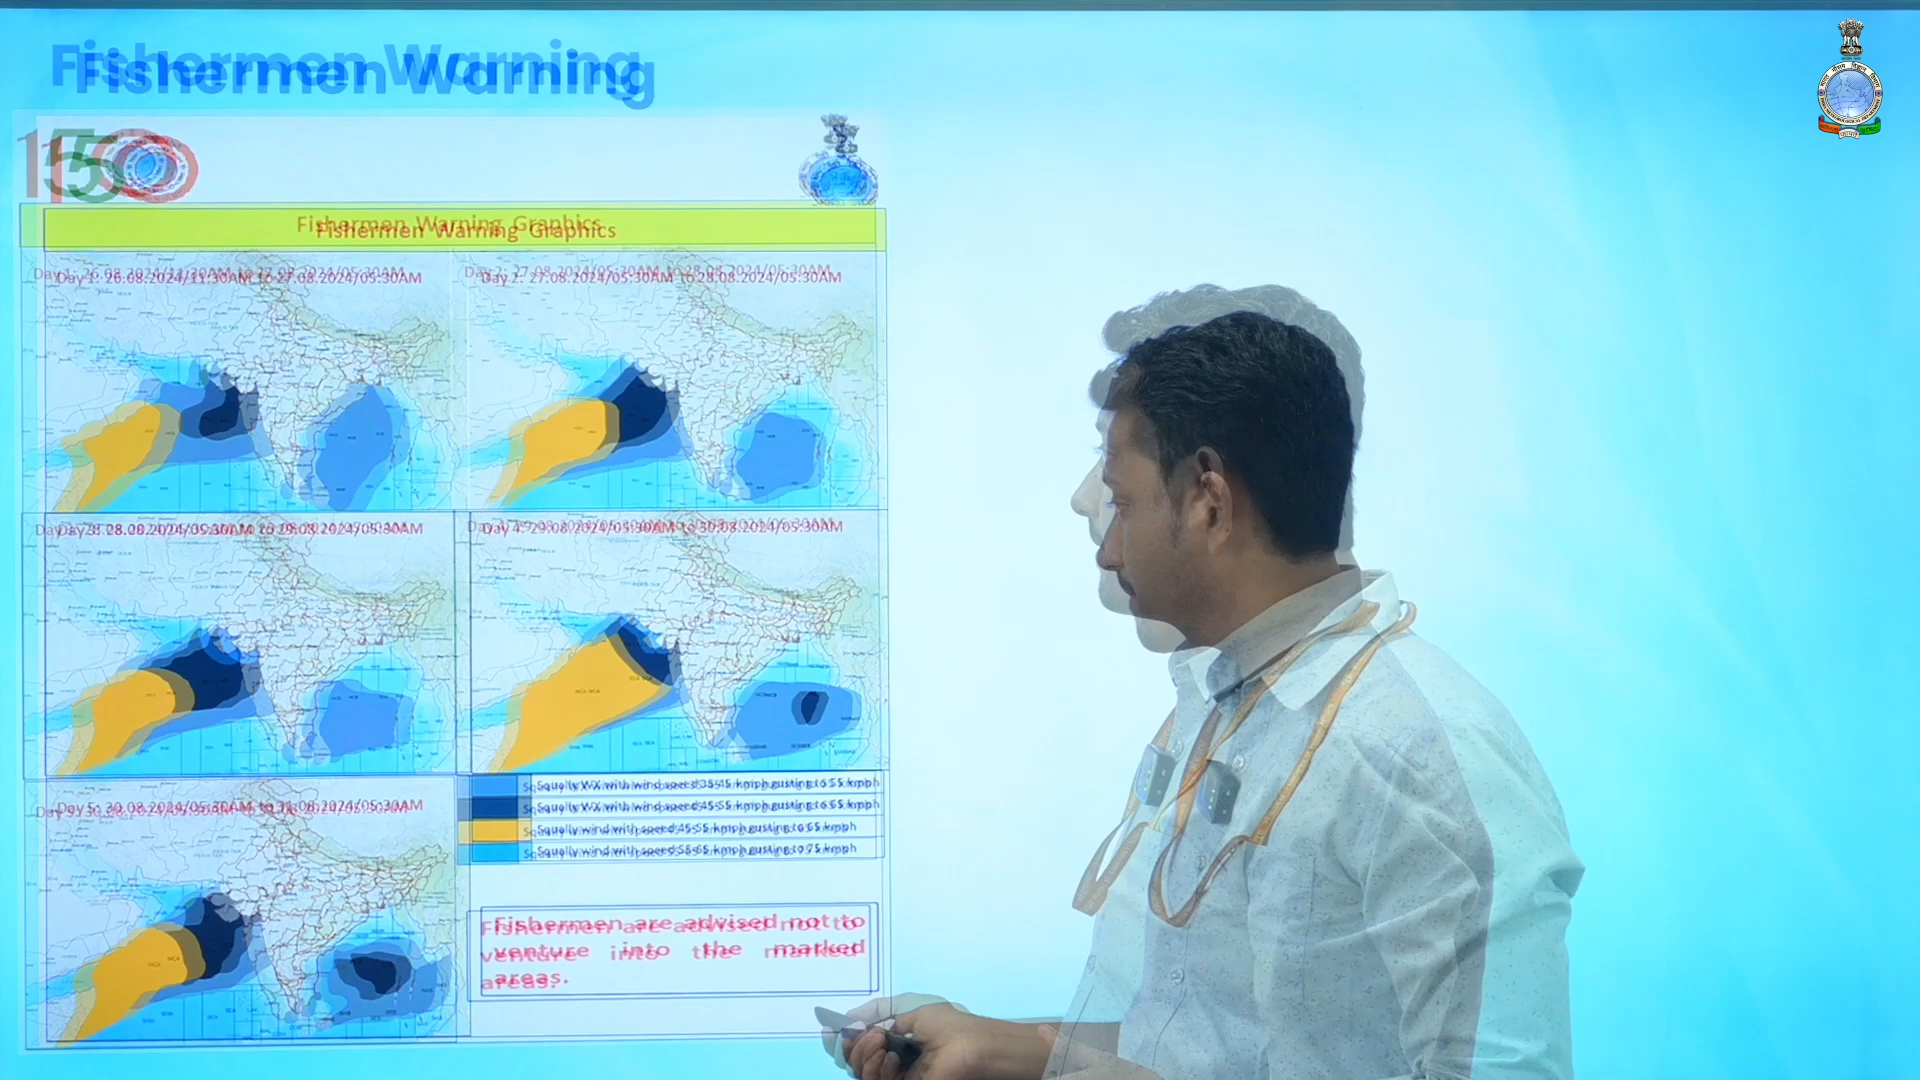 Fishermen Warning
150
Fishermen Warning Graphics
Day 1: 26.08.2024/11:30AM to 27.08.2024/05:30AM
Day 2: 27.08.2024/05:30AM to 28.08.2024/05:30AM
Day 3: 28.08.2024/05:30AM to 29.08.2024/05:30AM
Day 4: 29.08.2024/05:30AM to 30.08.2024/05:30AM
Day 5: 30.08.2024/05:30AM to 31.08.2024/05:30AM
Squally WX with wind speed 35-45 kmph gusting to 55 kmph
Squally WX with wind speed 45-55 kmph gusting to 65 kmph
Squally wind with speed 45-55 kmph gusting to 65 kmph
Squally wind with speed 55-65 kmph gusting to 75 kmph
Fishermen are advised not to
venture into the marked
areas.